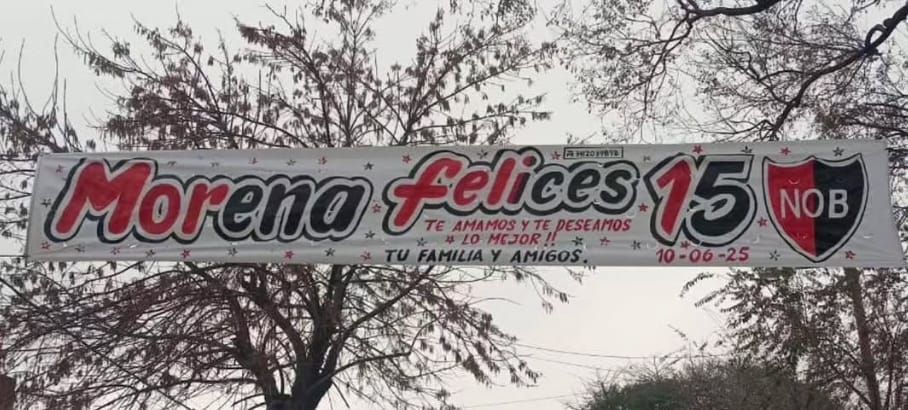 Morena felices 15
TE AMAMOS Y TE DESEAMOS
LO MEJOR!!
TU FAMILIA Y AMIGOS.
10-06-25
NOB